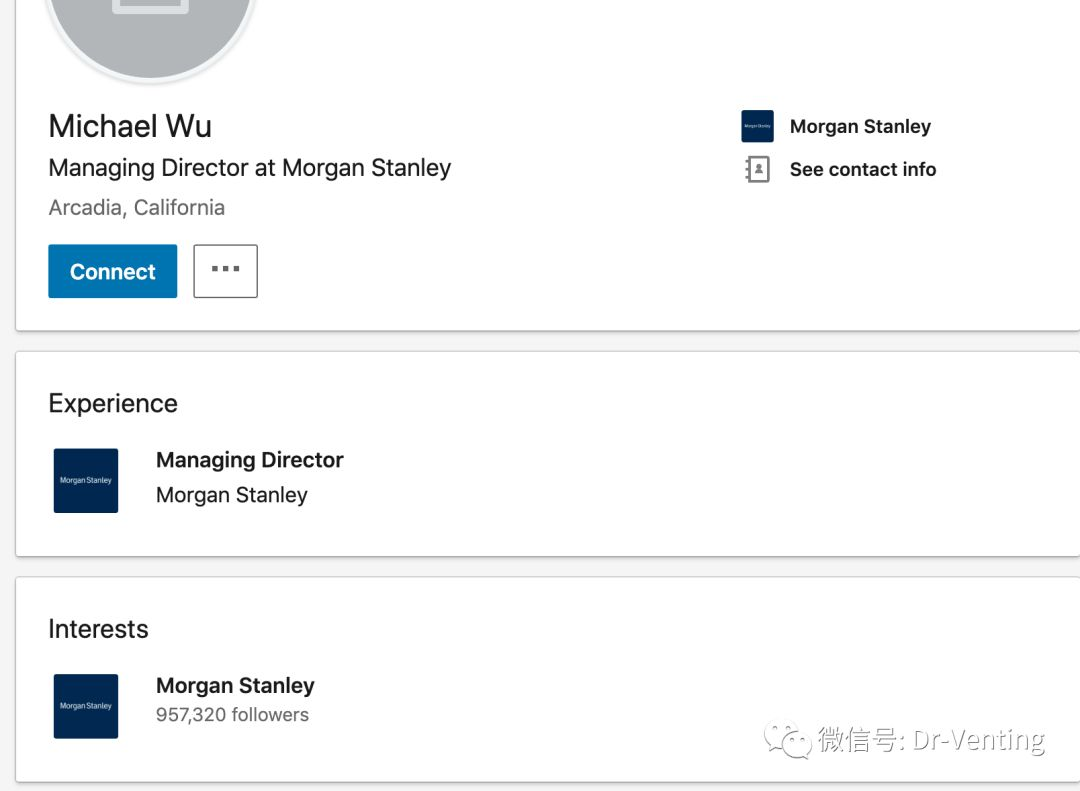 Michael Wu
Managing Director at Morgan Stanley
Arcadia, California
Connect
Morgan Stanley
Morgan Stanley
See contact info
Experience
Morgan Stanley
Managing Director
Morgan Stanley
Interests
Morgan Stanley
Morgan Stanley
957,320 followers
微信号: Dr-Venting